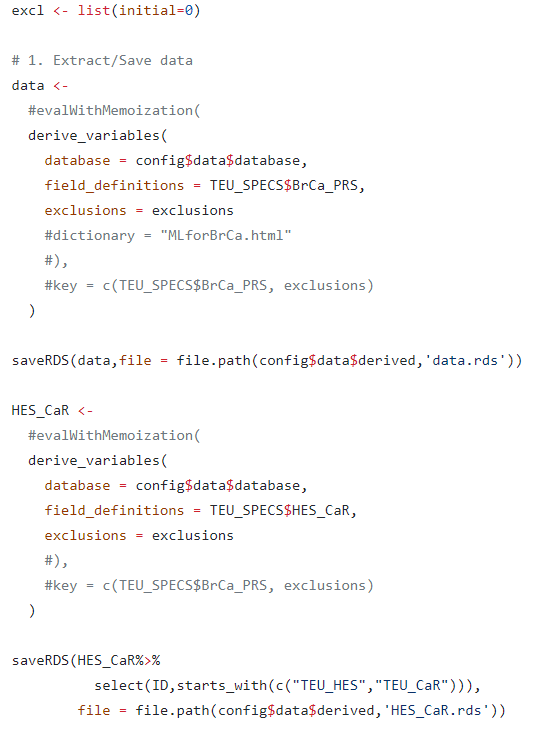 excl <- list(initial=0)

# 1. Extract/Save data
data <-
  #evalWithMemoization(
  derive_variables(
    database = config$data$database,
    field_definitions = TEU_SPECS$BrCa_PRS,
    exclusions = exclusions
    #dictionary = "MLforBrCa.html"
    #),
    #key = c(TEU_SPECS$BrCa_PRS, exclusions)
  )

saveRDS(data,file = file.path(config$data$derived,'data.rds'))

HES_CaR <-
  #evalWithMemoization(
  derive_variables(
    database = config$data$database,
    field_definitions = TEU_SPECS$HES_CaR,
    exclusions = exclusions
    #),
    #key = c(TEU_SPECS$BrCa_PRS, exclusions)
  )

saveRDS(HES_CaR%>%
          select(ID,starts_with(c("TEU_HES","TEU_CaR"))),
        file = file.path(config$data$derived,'HES_CaR.rds'))